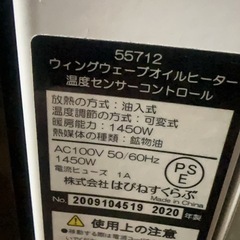 55712
ウィングウェーブオイルヒーター
温度センサーコントロール
放熱の方式：油入式
温度調節の方式：可変式
暖房能力：1450W
熱媒体の種類：鉱物油
AC100V 50/60Hz
1450W
電流ヒューズ 1A
PSE
株式会社はぴねすくらぶ
No. 2009104519 2020 年製
使用上の注意